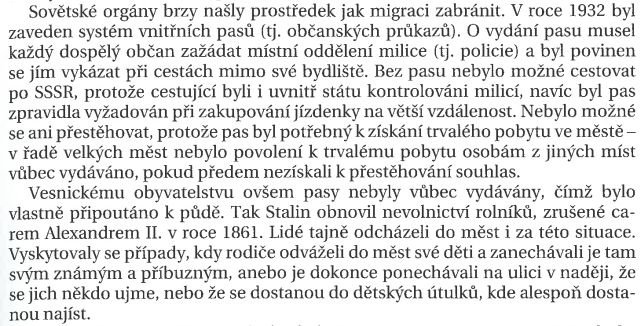 Sovětské orgány brzy našly prostředek jak migraci zabránit. V roce 1932 byl
zaveden systém vnitřních pasů (tj. občanských průkazů). O vydání pasu musel
každý dospělý občan zažádat místní oddělení milice (tj. policie) a byl povinen
se jím vykázat při cestách mimo své bydliště. Bez pasu nebylo možné cestovat
po SSSR, protože cestující byli i uvnitř státu kontrolováni milicí, navíc byl pas
zpravidla vyžadován při zakupování jízdenky na větší vzdálenost. Nebylo možné
se ani přestěhovat, protože pas byl potřebný k získání trvalého pobytu ve městě –
v řadě velkých měst nebylo povolení k trvalému pobytu osobám z jiných míst
vůbec vydáváno, pokud předem nezískali k přestěhování souhlas.
Vesnickému obyvatelstvu ovšem pasy nebyly vůbec vydávány, čímž bylo
vlastně připoutáno k půdě. Tak Stalin obnovil nevolnictví rolníků, zrušené ca-
rem Alexandrem II. v roce 1861. Lidé tajně odcházeli do měst i za této situace.
Vyskytovaly se případy, kdy rodiče odváželi do měst své děti a zanechávali je tam
svým známým a příbuzným, anebo je dokonce ponechávali na ulici v naději, že
se jich někdo ujme, nebo že se dostanou do dětských útulků, kde alespoň dosta-
nou najíst.